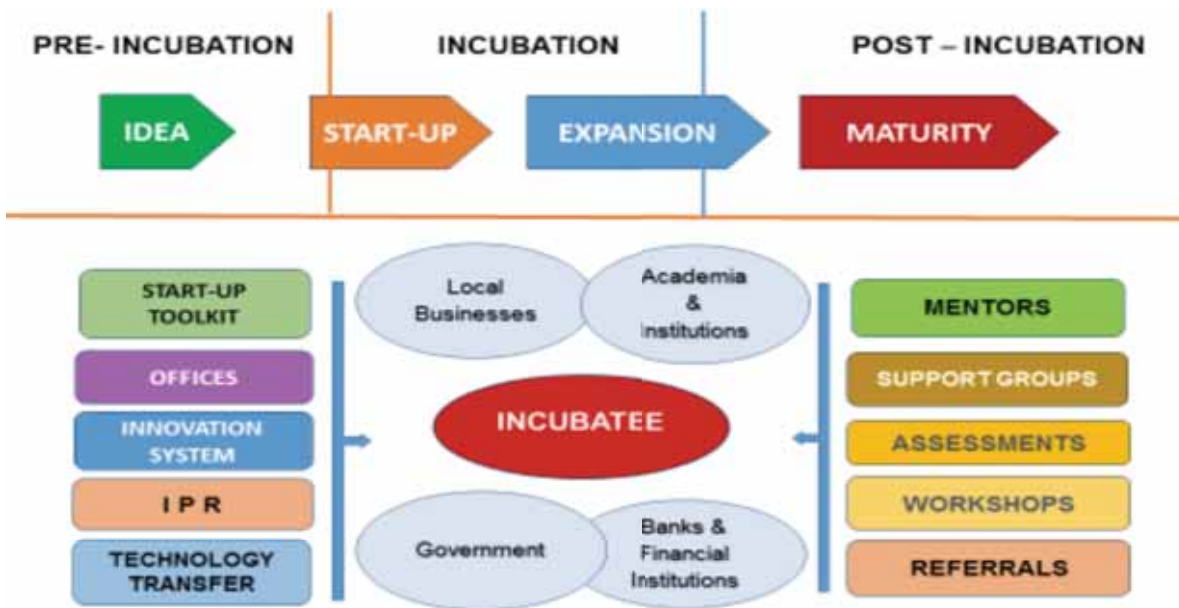 PRE- INCUBATION
INCUBATION
POST – INCUBATION
IDEA
START-UP
EXPANSION
MATURITY
START-UP
TOOLKIT
OFFICES
INNOVATION
SYSTEM
I P R
TECHNOLOGY
TRANSFER
Local
Businesses
Academia
&
Institutions
INCUBATEE
Government
Banks &
Financial
Institutions
MENTORS
SUPPORT GROUPS
ASSESSMENTS
WORKSHOPS
REFERRALS